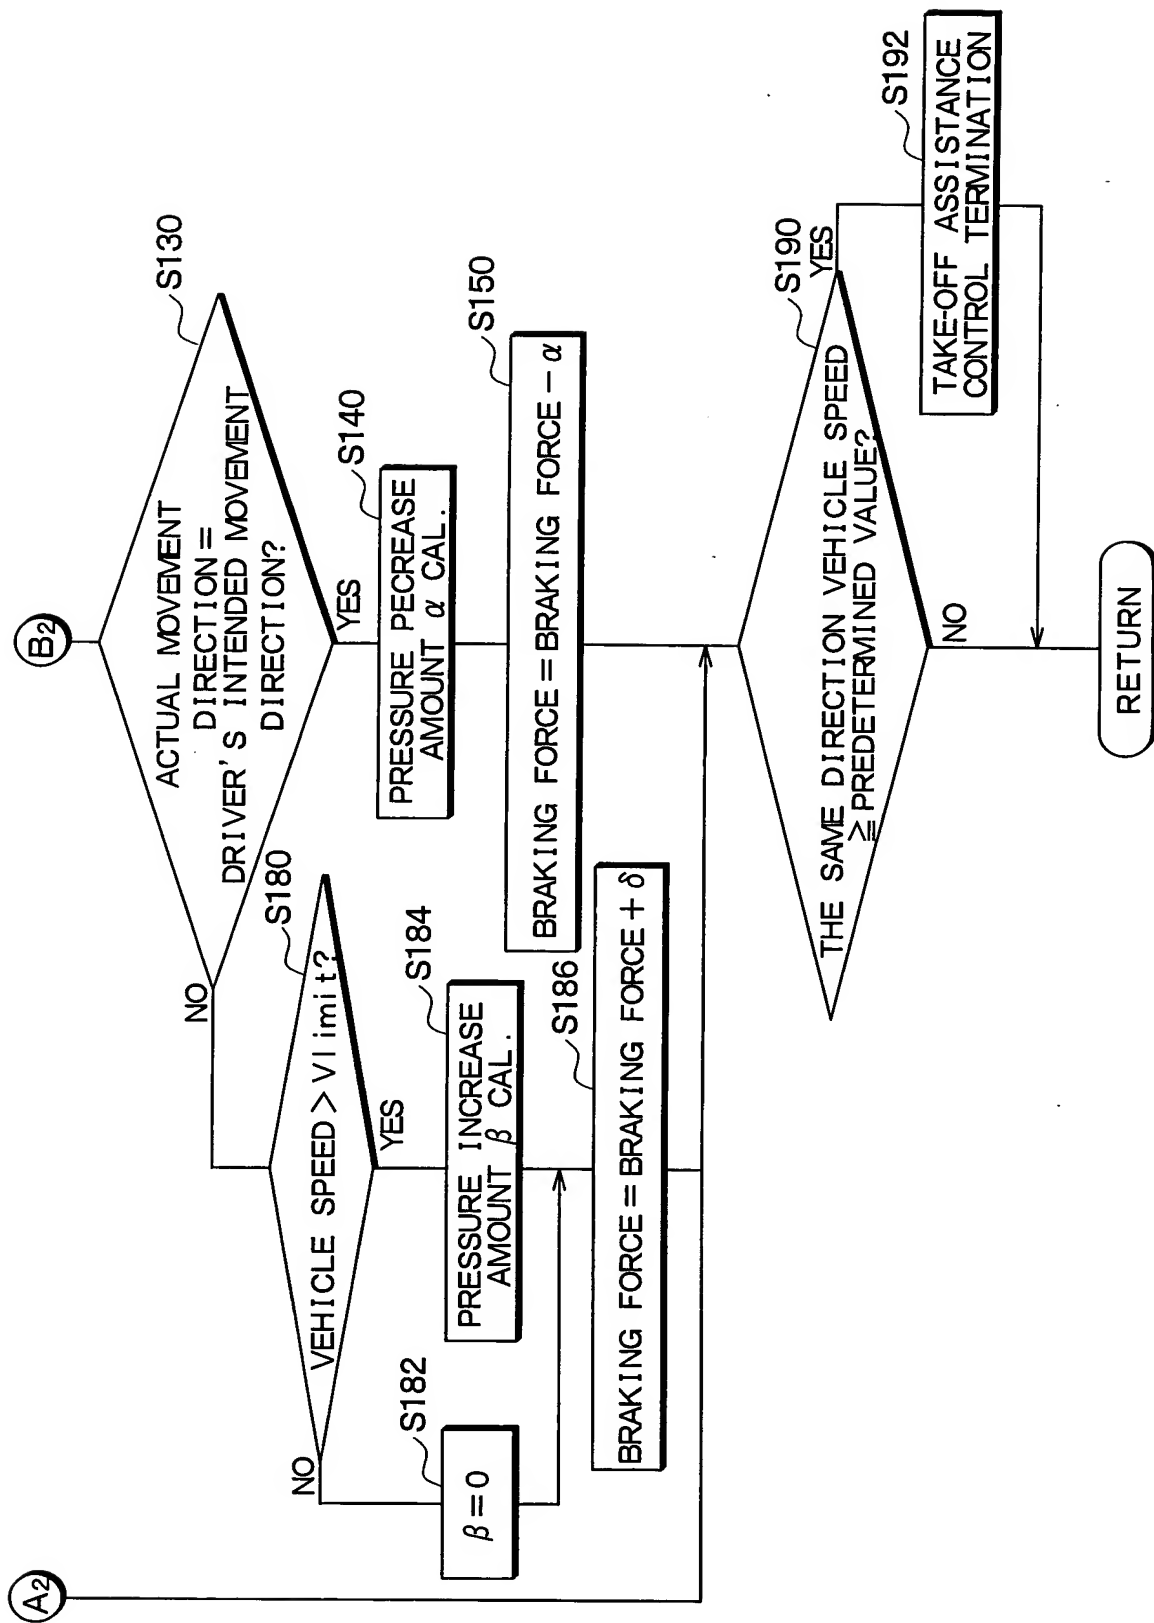 A2
B2
ACTUAL MOVEMENT
DIRECTION=
DRIVER'S INTENDED MOVEMENT
DIRECTION?
S130
NO
YES
VEHICLE SPEED>Vlimit?
S180
NO
YES
PRESSURE PECREASE
AMOUNT α CAL.
S140
β=0
S182
PRESSURE INCREASE
AMOUNT β CAL.
S184
BRAKING FORCE=BRAKING FORCE-α
S150
BRAKING FORCE=BRAKING FORCE+δ
S186
THE SAME DIRECTION VEHICLE SPEED
≧PREDETERMINED VALUE?
S190
YES
NO
TAKE-OFF ASSISTANCE
CONTROL TERMINATION
S192
RETURN